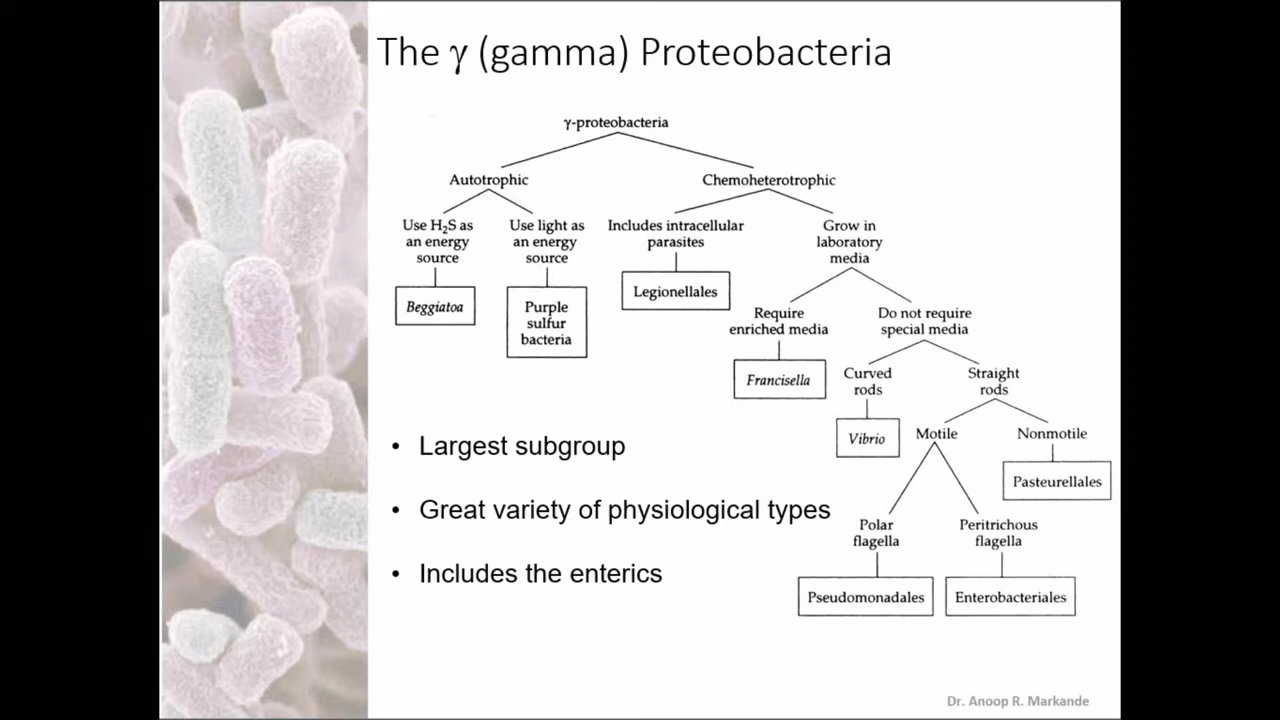 The γ (gamma) Proteobacteria
γ-proteobacteria
Autotrophic
Chemoheterotrophic
Use H₂S as
an energy
source
Use light as
an energy
source
Includes intracellular
parasites
Grow in
laboratory
media
Beggiatoa
Purple
sulfur
bacteria
Legionellales
Require
enriched media
Do not require
special media
Francisella
Curved
rods
Straight
rods
Vibrio
Motile
Nonmotile
Pasteurellales
Polar
flagella
Peritrichous
flagella
Pseudomonadales
Enterobacteriales
• Largest subgroup
• Great variety of physiological types
• Includes the enterics
Dr. Anoop R. Markande